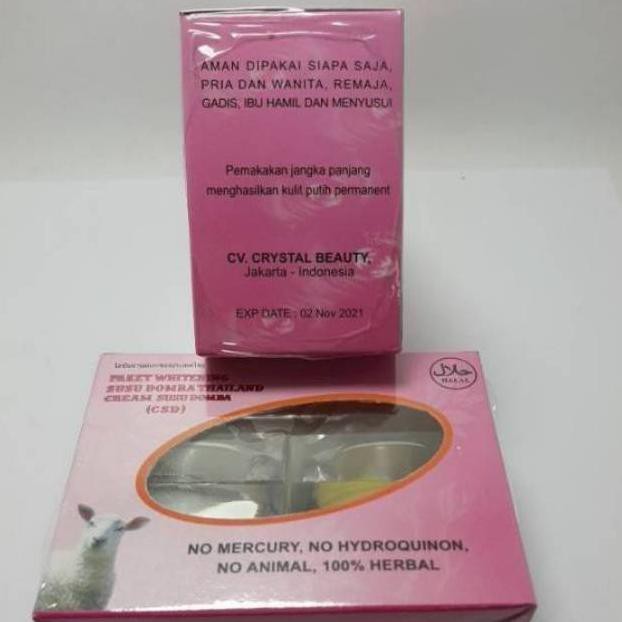 AMAN DIPAKAI SIAPA SAJA,
PRIA DAN WANITA, REMAJA,
GADIS, IBU HAMIL DAN MENYUSUI
Pemakakan jangka panjang
menghasilkan kulit putih permanent
CV. CRYSTAL BEAUTY,
Jakarta - Indonesia
EXP DATE : 02 Nov 2021
PAKET WHITENING
SUSU DOMBA THAILAND
CREAM SUSU DOMBA
(CSD)
حلال
HALAL
NO MERCURY, NO HYDROQUINON,
NO ANIMAL, 100% HERBAL